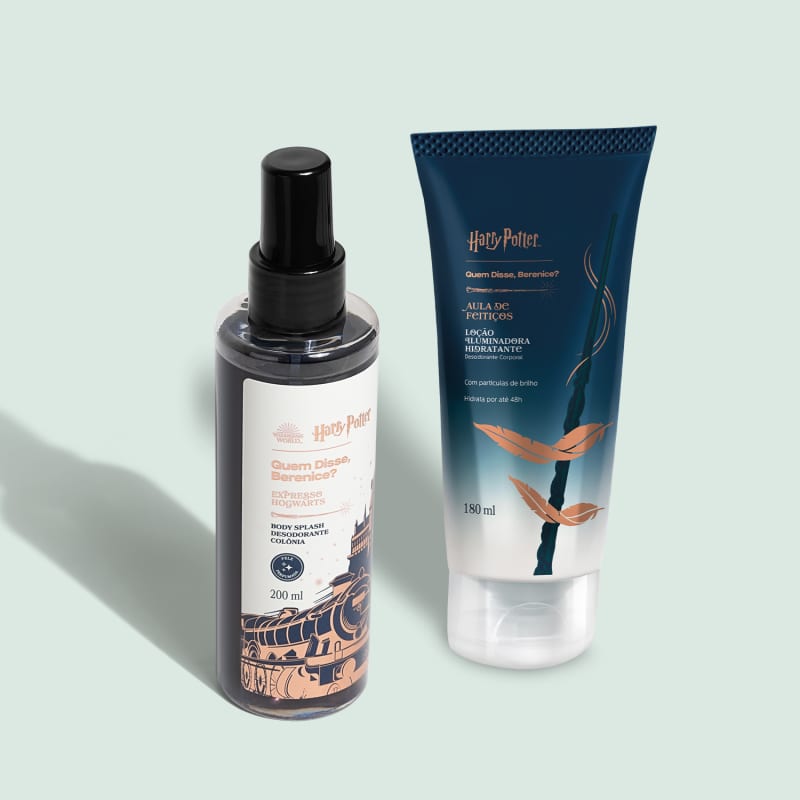 WIZARDING
WORLD
Harry Potter
Quem Disse,
Berenice?
EXPRESSO
HOGWARTS
BODY SPLASH
DESODORANTE
COLÔNIA
PELE
PERFUMADA
200 ml
Harry Potter
Quem Disse, Berenice?
AULA DE
FEITIÇOS
LOÇÃO
ILUMINADORA
HIDRATANTE
Desodorante Corporal
Com partículas de brilho
Hidrata por até 48h
180 ml